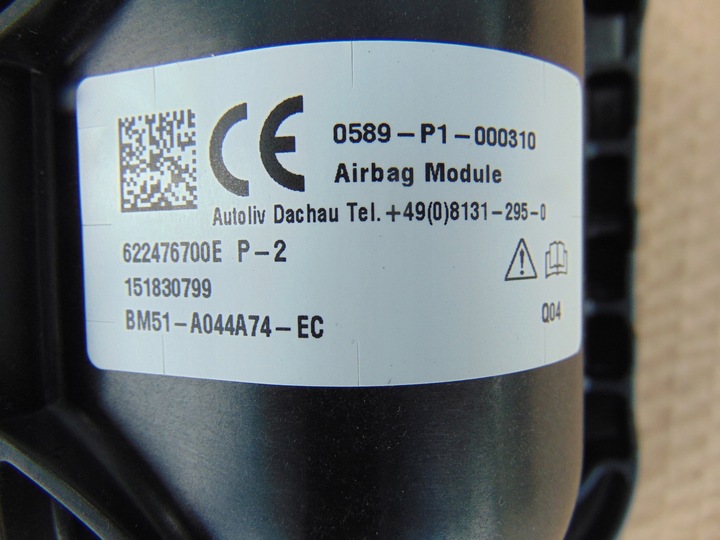 CE 0589-P1-000310
Airbag Module
Autoliv Dachau Tel.+49(0)8131-295-0
622476700E P-2
151830799
BM51-A044A74-EC
Q04